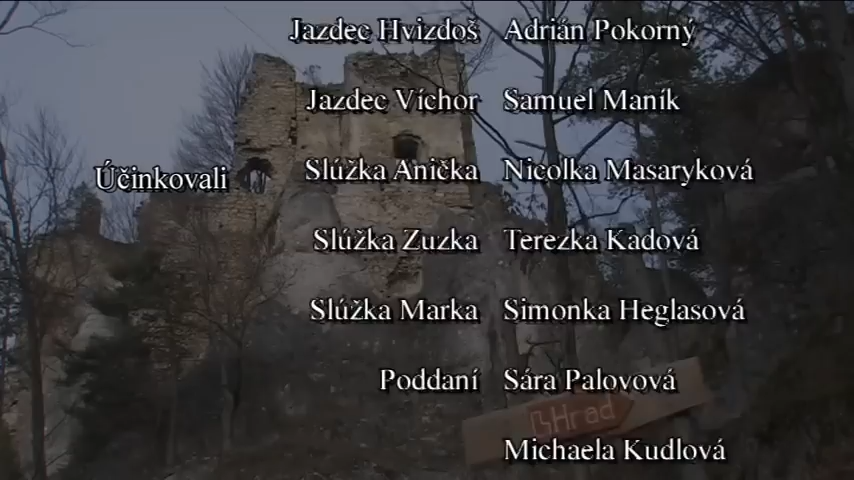 Jazdec Hvizdoš Adrián Pokorný
Jazdec Víchor Samuel Maník
Účinkovali Slúžka Anička Nicolka Masaryková
Slúžka Zuzka Terezka Kadová
Slúžka Marka Simonka Heglasová
Poddaní Sára Palovová
Hrad
Michaela Kudlová